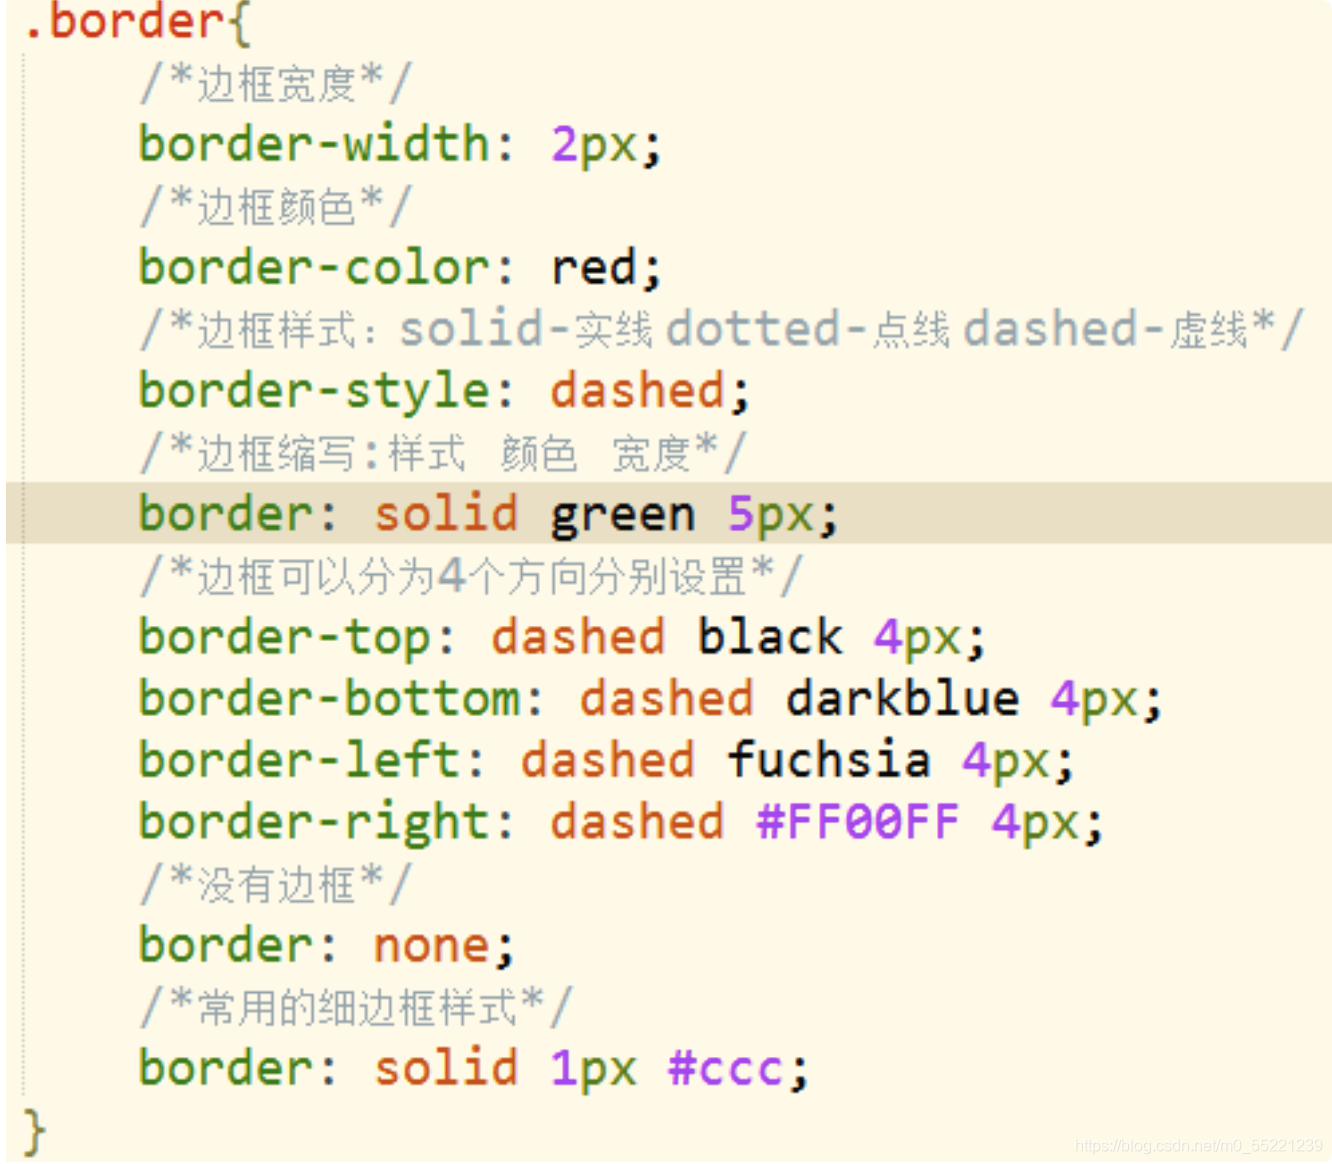 .border{
/*边框宽度*/
border-width: 2px;
/*边框颜色*/
border-color: red;
/*边框样式：solid-实线 dotted-点线 dashed-虚线*/
border-style: dashed;
/*边框缩写:样式 颜色 宽度*/
border: solid green 5px;
/*边框可以分为4个方向分别设置*/
border-top: dashed black 4px;
border-bottom: dashed darkblue 4px;
border-left: dashed fuchsia 4px;
border-right: dashed #FF00FF 4px;
/*没有边框*/
border: none;
/*常用的细边框样式*/
border: solid 1px #ccc;
}
https://blog.csdn.net/m0_55221239